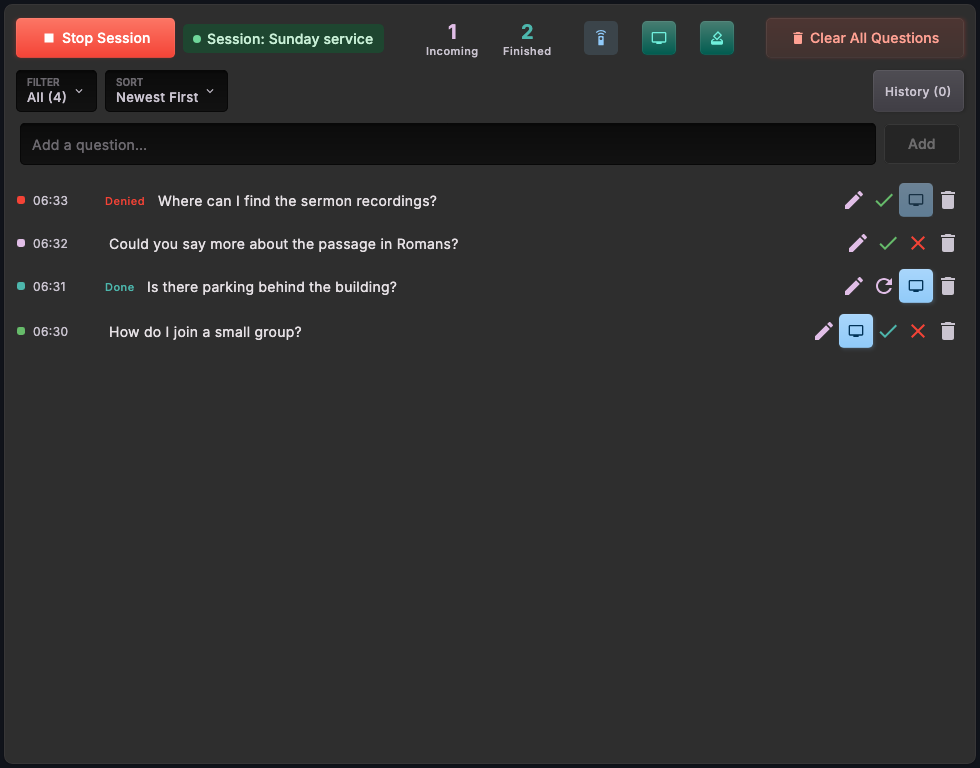 Stop Session
Session: Sunday service
1
Incoming
2
Finished
Clear All Questions
FILTER
All (4)
SORT
Newest First
History (0)
Add a question...
Add
06:33 Denied Where can I find the sermon recordings?
06:32 Could you say more about the passage in Romans?
06:31 Done Is there parking behind the building?
06:30 How do I join a small group?